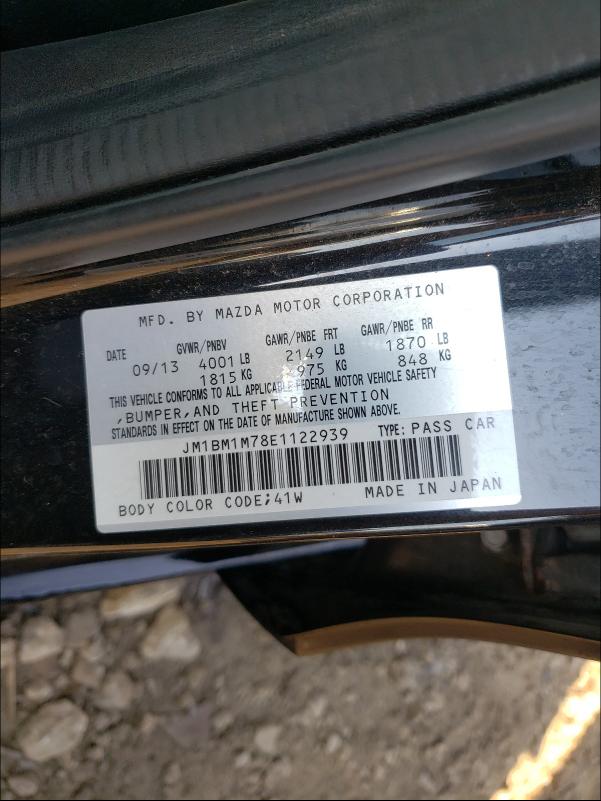 MFD. BY MAZDA MOTOR CORPORATION
DATE GVWR/PNBV GAWR/PNBE FRT GAWR/PNBE RR
09/13 4001 LB 2149 LB 1870 LB
1815 KG 975 KG 848 KG
THIS VEHICLE CONFORMS TO ALL APPLICABLE FEDERAL MOTOR VEHICLE SAFETY
,BUMPER,AND THEFT PREVENTION
STANDARDS IN EFFECT ON THE DATE OF MANUFACTURE SHOWN ABOVE.
JM1BM1M78E1122939 TYPE: PASS CAR
BODY COLOR CODE;41W MADE IN JAPAN